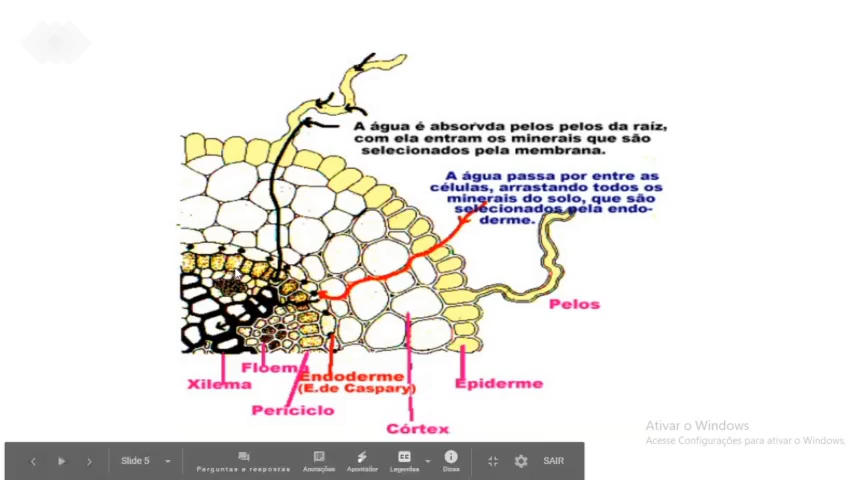 A água é absorvda pelos pelos da raíz,
com ela entram os minerais que são
selecionados pela membrana.
A água passa por entre as
células, arrastando todos os
minerais do solo, que são
selecionados pela endo-
derme.
Pelos
Floema
Xilema
Endoderme
(E.de Caspary)
Epiderme
Periciclo
Córtex
Ativar o Windows
Acesse Configurações para ativar o Windows.
Slide 5
Perguntas e respostas
Anotações
Apontador
Legendas
Dicas
SAIR